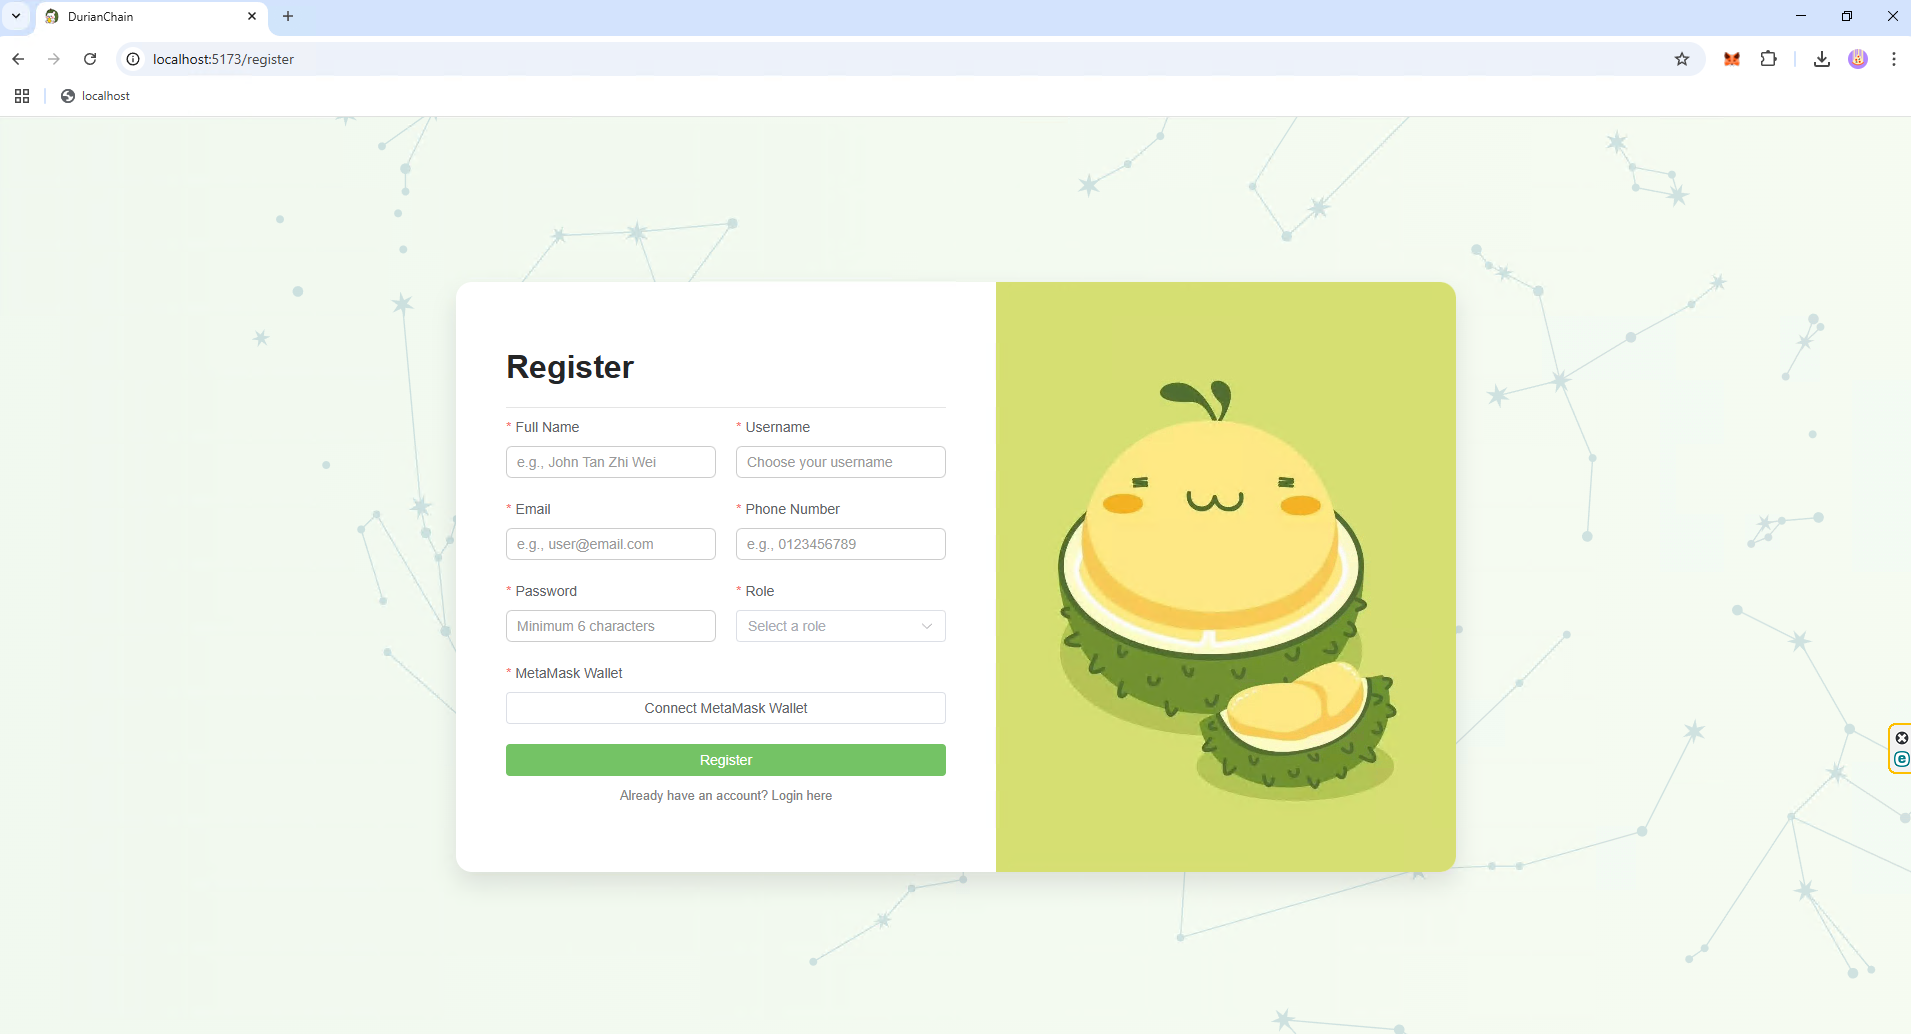 DurianChain
localhost:5173/register
localhost
Register
* Full Name
* Username
e.g., John Tan Zhi Wei
Choose your username
* Email
* Phone Number
e.g., user@email.com
e.g., 0123456789
* Password
* Role
Minimum 6 characters
Select a role
* MetaMask Wallet
Connect MetaMask Wallet
Register
Already have an account? Login here